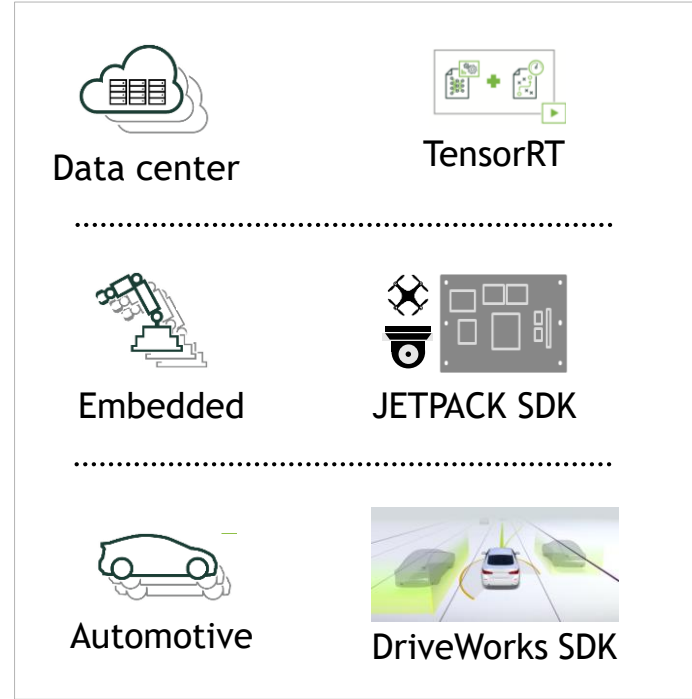 Data center
TensorRT
Embedded
JETPACK SDK
Automotive
DriveWorks SDK